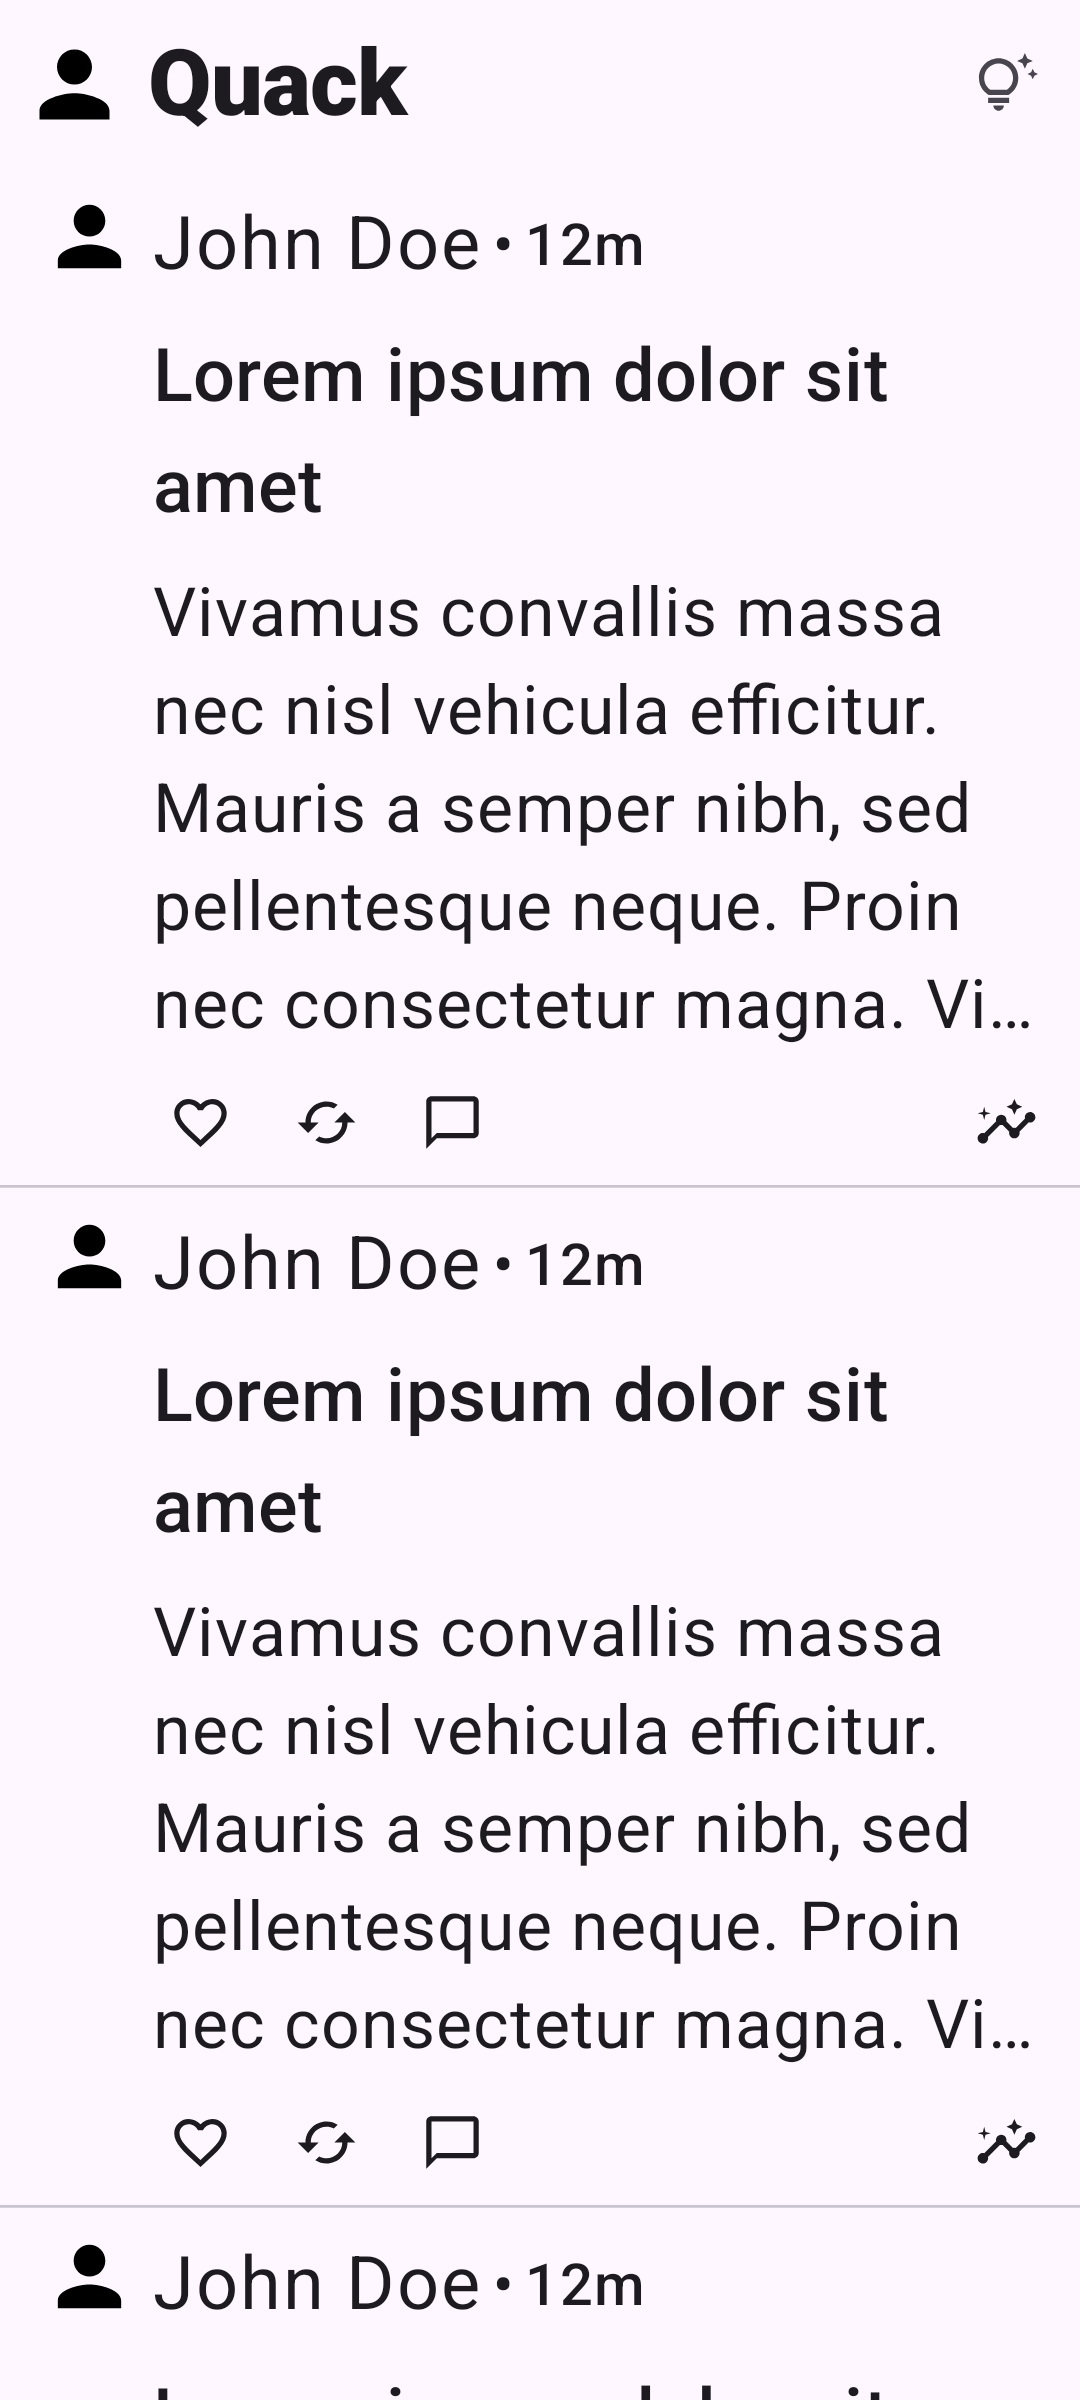 Quack
John Doe • 12m
Lorem ipsum dolor sit
amet
Vivamus convallis massa
nec nisl vehicula efficitur.
Mauris a semper nibh, sed
pellentesque neque. Proin
nec consectetur magna. Vi…
John Doe • 12m
Lorem ipsum dolor sit
amet
Vivamus convallis massa
nec nisl vehicula efficitur.
Mauris a semper nibh, sed
pellentesque neque. Proin
nec consectetur magna. Vi…
John Doe • 12m